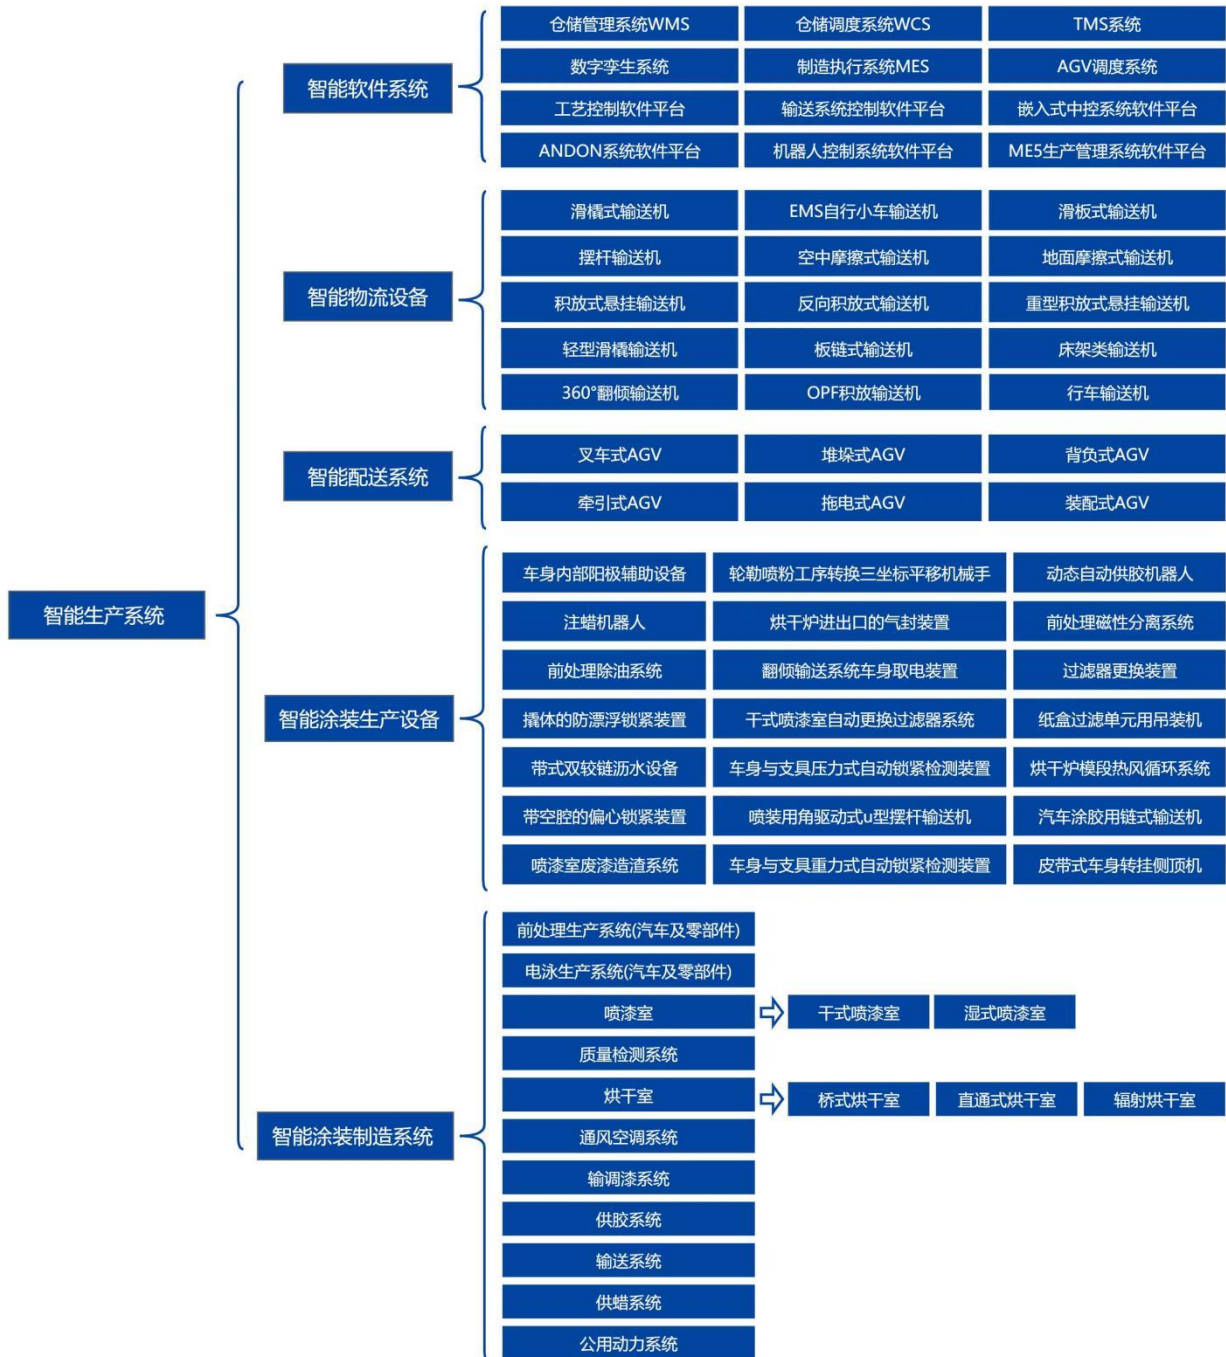 智能生产系统
智能软件系统
仓储管理系统WMS 仓储调度系统WCS TMS系统
数字孪生系统 制造执行系统MES AGV调度系统
工艺控制软件平台 输送系统控制软件平台 嵌入式中控系统软件平台
ANDON系统软件平台 机器人控制系统软件平台 ME5生产管理系统软件平台
智能物流设备
滑橇式输送机 EMS自行小车输送机 滑板式输送机
摆杆输送机 空中摩擦式输送机 地面摩擦式输送机
积放式悬挂输送机 反向积放式输送机 重型积放式悬挂输送机
轻型滑橇输送机 板链式输送机 床架类输送机
360°翻倾输送机 OPF积放输送机 行车输送机
智能配送系统
叉车式AGV 堆垛式AGV 背负式AGV
牵引式AGV 拖电式AGV 装配式AGV
智能涂装生产设备
车身内部阳极辅助设备 轮勒喷粉工序转换三坐标平移机械手 动态自动供胶机器人
注蜡机器人 烘干炉进出口的气封装置 前处理磁性分离系统
前处理除油系统 翻倾输送系统车身取电装置 过滤器更换装置
撬体的防漂浮锁紧装置 干式喷漆室自动更换过滤器系统 纸盒过滤单元用吊装机
带式双较链沥水设备 车身与支具压力式自动锁紧检测装置 烘干炉模段热风循环系统
带空腔的偏心锁紧装置 喷装用角驱动式u型摆杆输送机 汽车涂胶用链式输送机
喷漆室废漆造渣系统 车身与支具重力式自动锁紧检测装置 皮带式车身转挂侧顶机
智能涂装制造系统
前处理生产系统(汽车及零部件)
电泳生产系统(汽车及零部件)
喷漆室 干式喷漆室 湿式喷漆室
质量检测系统
烘干室 桥式烘干室 直通式烘干室 辐射烘干室
通风空调系统
输调漆系统
供胶系统
输送系统
供蜡系统
公用动力系统